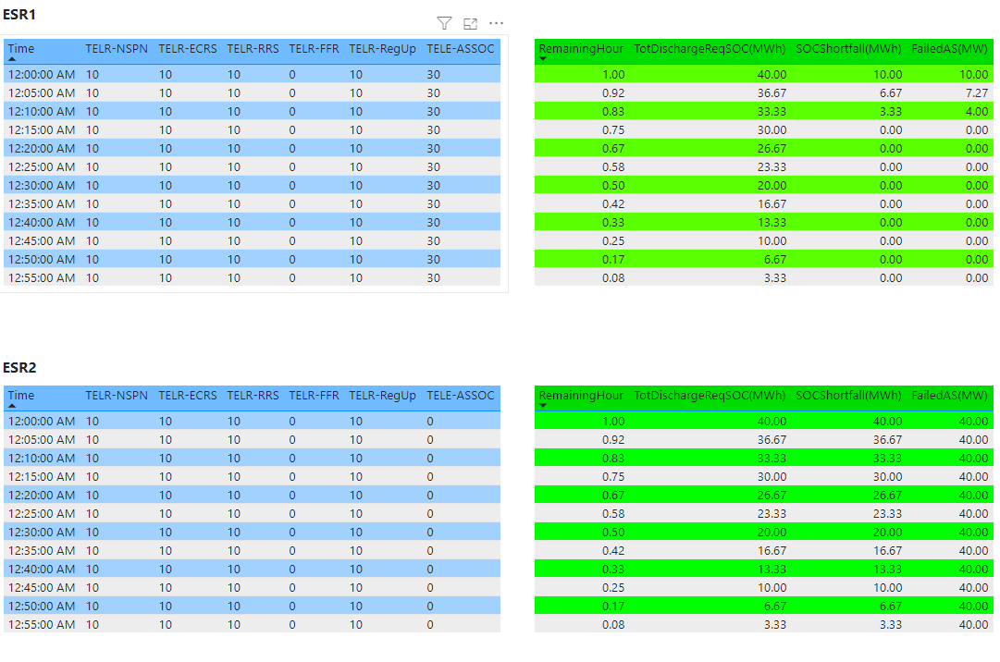 ESR1
Time TELR-NSPN TELR-ECRS TELR-RRS TELR-FFR TELR-RegUp TELE-ASSOC RemainingHour TotDischargeReqSOC(MWh) SOCShortfall(MWh) FailedAS(MW)
12:00:00 AM 10 10 10 0 10 30 1.00 40.00 10.00 10.00
12:05:00 AM 10 10 10 0 10 30 0.92 36.67 6.67 7.27
12:10:00 AM 10 10 10 0 10 30 0.83 33.33 3.33 4.00
12:15:00 AM 10 10 10 0 10 30 0.75 30.00 0.00 0.00
12:20:00 AM 10 10 10 0 10 30 0.67 26.67 0.00 0.00
12:25:00 AM 10 10 10 0 10 30 0.58 23.33 0.00 0.00
12:30:00 AM 10 10 10 0 10 30 0.50 20.00 0.00 0.00
12:35:00 AM 10 10 10 0 10 30 0.42 16.67 0.00 0.00
12:40:00 AM 10 10 10 0 10 30 0.33 13.33 0.00 0.00
12:45:00 AM 10 10 10 0 10 30 0.25 10.00 0.00 0.00
12:50:00 AM 10 10 10 0 10 30 0.17 6.67 0.00 0.00
12:55:00 AM 10 10 10 0 10 30 0.08 3.33 0.00 0.00
ESR2
Time TELR-NSPN TELR-ECRS TELR-RRS TELR-FFR TELR-RegUp TELE-ASSOC RemainingHour TotDischargeReqSOC(MWh) SOCShortfall(MWh) FailedAS(MW)
12:00:00 AM 10 10 10 0 10 0 1.00 40.00 40.00 40.00
12:05:00 AM 10 10 10 0 10 0 0.92 36.67 36.67 40.00
12:10:00 AM 10 10 10 0 10 0 0.83 33.33 33.33 40.00
12:15:00 AM 10 10 10 0 10 0 0.75 30.00 30.00 40.00
12:20:00 AM 10 10 10 0 10 0 0.67 26.67 26.67 40.00
12:25:00 AM 10 10 10 0 10 0 0.58 23.33 23.33 40.00
12:30:00 AM 10 10 10 0 10 0 0.50 20.00 20.00 40.00
12:35:00 AM 10 10 10 0 10 0 0.42 16.67 16.67 40.00
12:40:00 AM 10 10 10 0 10 0 0.33 13.33 13.33 40.00
12:45:00 AM 10 10 10 0 10 0 0.25 10.00 10.00 40.00
12:50:00 AM 10 10 10 0 10 0 0.17 6.67 6.67 40.00
12:55:00 AM 10 10 10 0 10 0 0.08 3.33 3.33 40.00